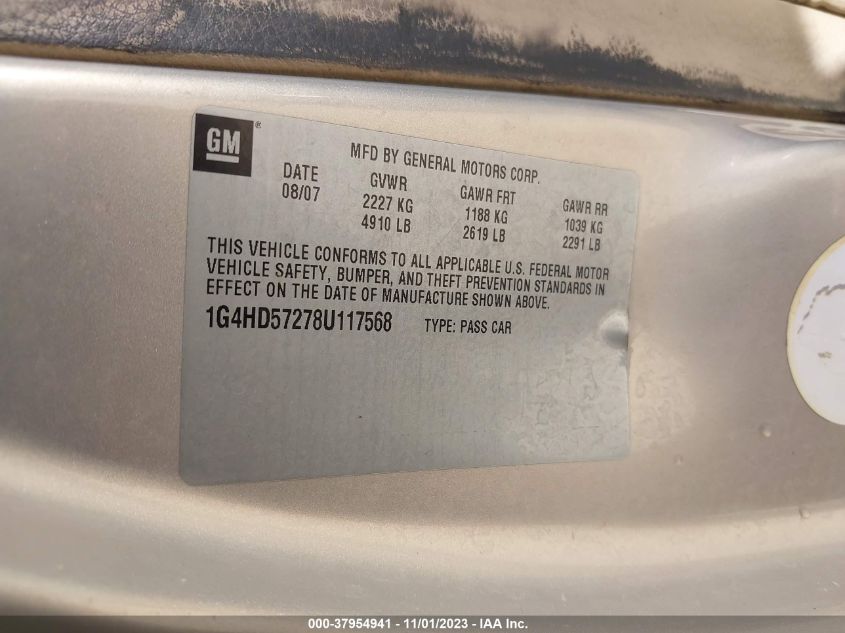 GM®
MFD BY GENERAL MOTORS CORP.
DATE GVWR GAWR FRT GAWR RR
08/07 2227 KG 1188 KG 1039 KG
4910 LB 2619 LB 2291 LB
THIS VEHICLE CONFORMS TO ALL APPLICABLE U.S. FEDERAL MOTOR
VEHICLE SAFETY, BUMPER, AND THEFT PREVENTION STANDARDS IN
EFFECT ON THE DATE OF MANUFACTURE SHOWN ABOVE.
1G4HD57278U117568 TYPE: PASS CAR
000-37954941 - 11/01/2023 - IAA Inc.